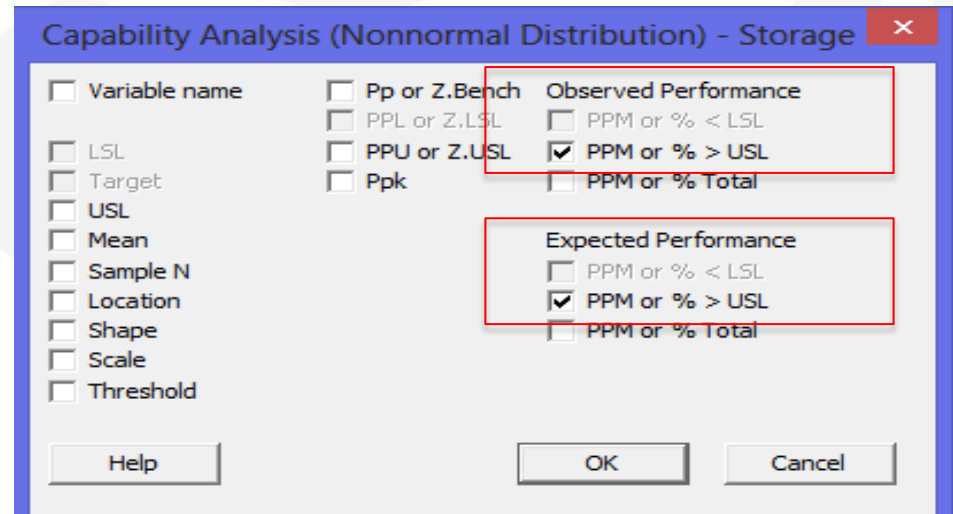 Capability Analysis (Nonnormal Distribution) - Storage
Variable name
LSL
Target
USL
Mean
Sample N
Location
Shape
Scale
Threshold
Pp or Z.Bench
PPL or Z.LSL
PPU or Z.USL
Ppk
Observed Performance
PPM or % < LSL
PPM or % > USL
PPM or % Total
Expected Performance
PPM or % < LSL
PPM or % > USL
PPM or % Total
Help
OK
Cancel